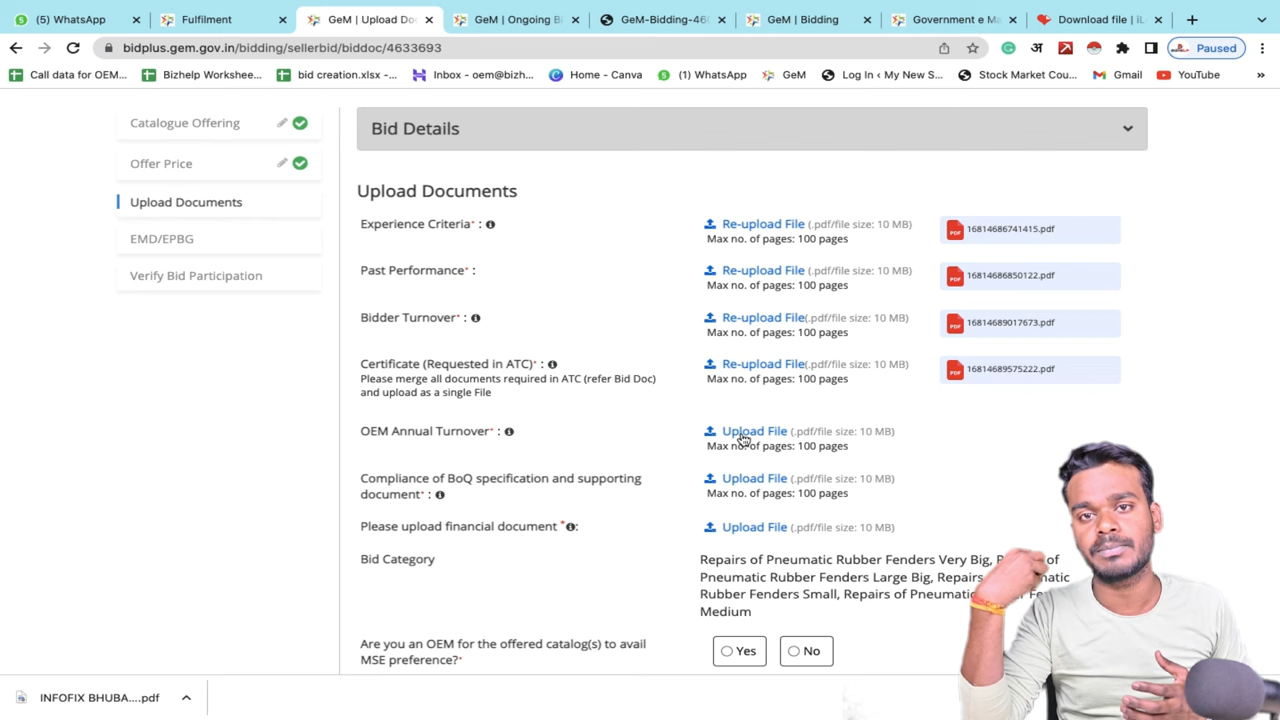 (5) WhatsApp
Fulfilment
GeM | Upload Do
GeM | Ongoing B
GeM-Bidding-46
GeM | Bidding
Government e Ma
Download file | iL
bidplus.gem.gov.in/bidding/sellerbid/biddoc/4633693
Paused
Call data for OEM...
Bizhelp Workshee...
bid creation.xlsx -...
Inbox - oem@bizh...
Home - Canva
(1) WhatsApp
GeM
Log In ‹ My New S...
Stock Market Cou...
Gmail
YouTube
»
Catalogue Offering
Offer Price
Upload Documents
EMD/EPBG
Verify Bid Participation
Bid Details
Upload Documents
Experience Criteria* :
Re-upload File (.pdf/file size: 10 MB)
Max no. of pages: 100 pages
16814686741415.pdf
Past Performance* :
Re-upload File (.pdf/file size: 10 MB)
Max no. of pages: 100 pages
16814686850122.pdf
Bidder Turnover* :
Re-upload File(.pdf/file size: 10 MB)
Max no. of pages: 100 pages
16814689017673.pdf
Certificate (Requested in ATC)* :
Please merge all documents required in ATC (refer Bid Doc)
and upload as a single File
Re-upload File(.pdf/file size: 10 MB)
Max no. of pages: 100 pages
16814689575222.pdf
OEM Annual Turnover* :
Upload File (.pdf/file size: 10 MB)
Max no. of pages: 100 pages
Compliance of BoQ specification and supporting
document* :
Upload File (.pdf/file size: 10 MB)
Max no. of pages: 100 pages
Please upload financial document * :
Upload File (.pdf/file size: 10 MB)
Bid Category
Repairs of Pneumatic Rubber Fenders Very Big, of
Pneumatic Rubber Fenders Large Big, Repairs
Rubber Fenders Small, Repairs of Pneumatic
Medium
Are you an OEM for the offered catalog(s) to avail
MSE preference?*
Yes
No
INFOFIX BHUBA....pdf